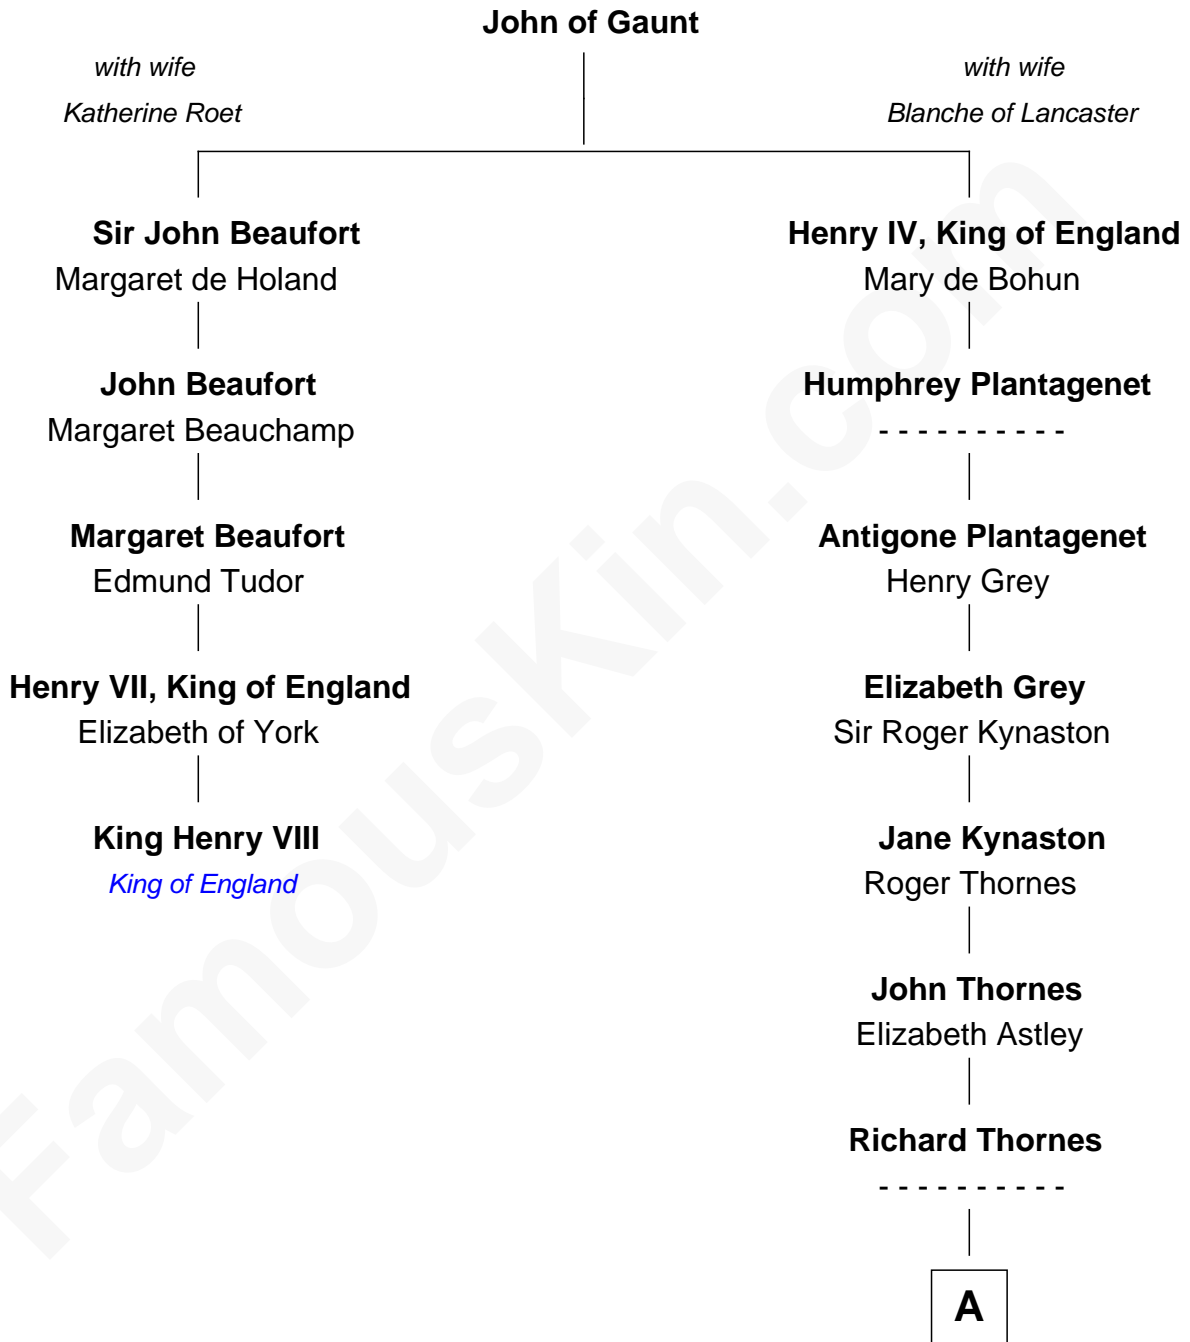 John of Gaunt
with wife
Katherine Roet
with wife
Blanche of Lancaster
Sir John Beaufort
Margaret de Holand
John Beaufort
Margaret Beauchamp
Margaret Beaufort
Edmund Tudor
Henry VII, King of England
Elizabeth of York
King Henry VIII
King of England
Henry IV, King of England
Mary de Bohun
Humphrey Plantagenet
- - - - - - - - - -
Antigone Plantagenet
Henry Grey
Elizabeth Grey
Sir Roger Kynaston
Jane Kynaston
Roger Thornes
John Thornes
Elizabeth Astley
Richard Thornes
- - - - - - - - - -
A
FamousKin.com